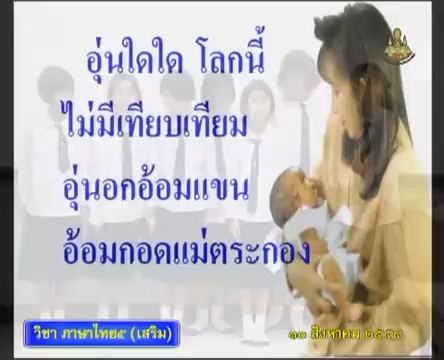 อุ่นใดใด โลกนี้
ไม่มีเทียบเทียม
อุ่นอกอ้อมแขน
อ้อมกอดแม่ตระกอง
วิชา ภาษาไทย๕ (เสริม)
๑๐ สิงหาคม ๒๕๕๔